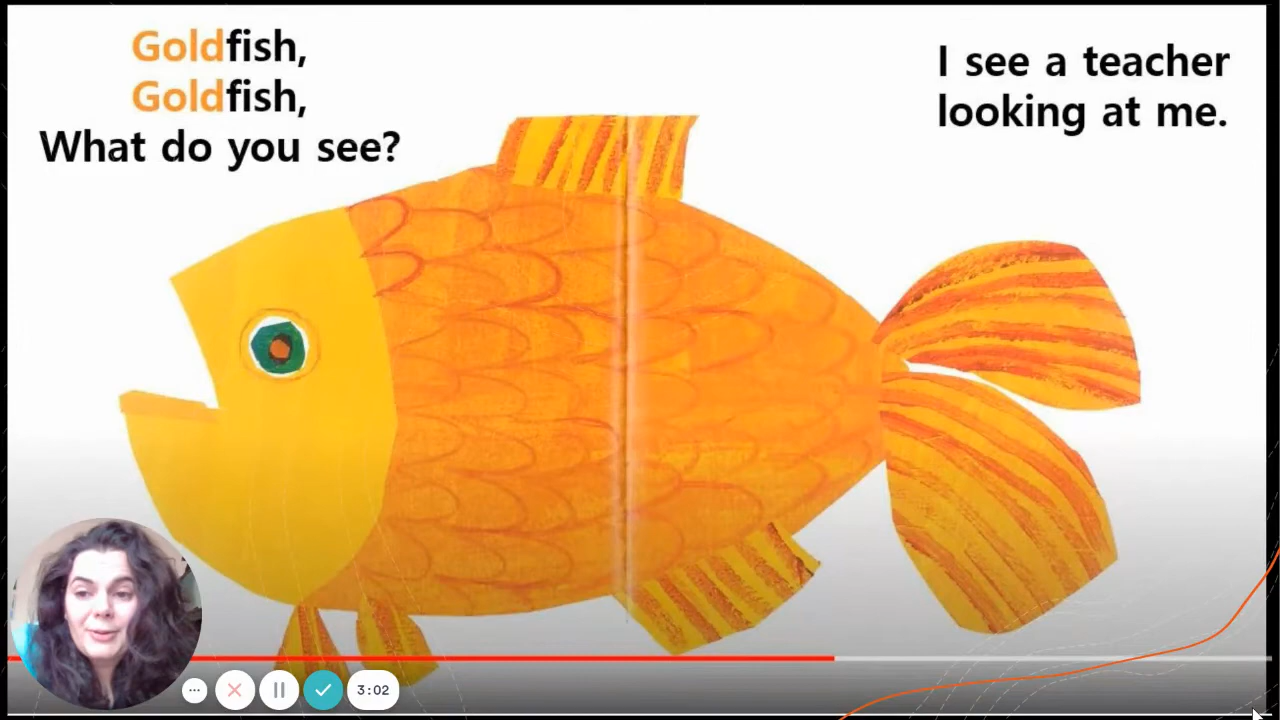 Goldfish,
Goldfish,
What do you see?
I see a teacher
looking at me.
3:02